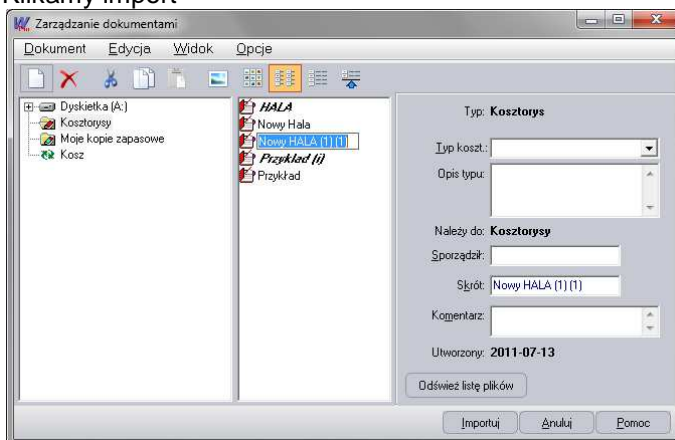 Klikamy import
Zarządzanie dokumentami
Dokument Edycja Widok Opcje
Dyskietka (A:)
Kosztorysy
Moje kopie zapasowe
Kosz
HALA
Nowy Hala
Nowy HALA (1) (1)
Przyklad (i)
Przykład
Typ: Kosztorys
Typ koszt.:
Opis typu:
Należy do: Kosztorysy
Sporządził:
Skrót: Nowy HALA (1) (1)
Komentarz:
Utworzony: 2011-07-13
Odśwież listę plików
Importuj Anuluj Pomoc